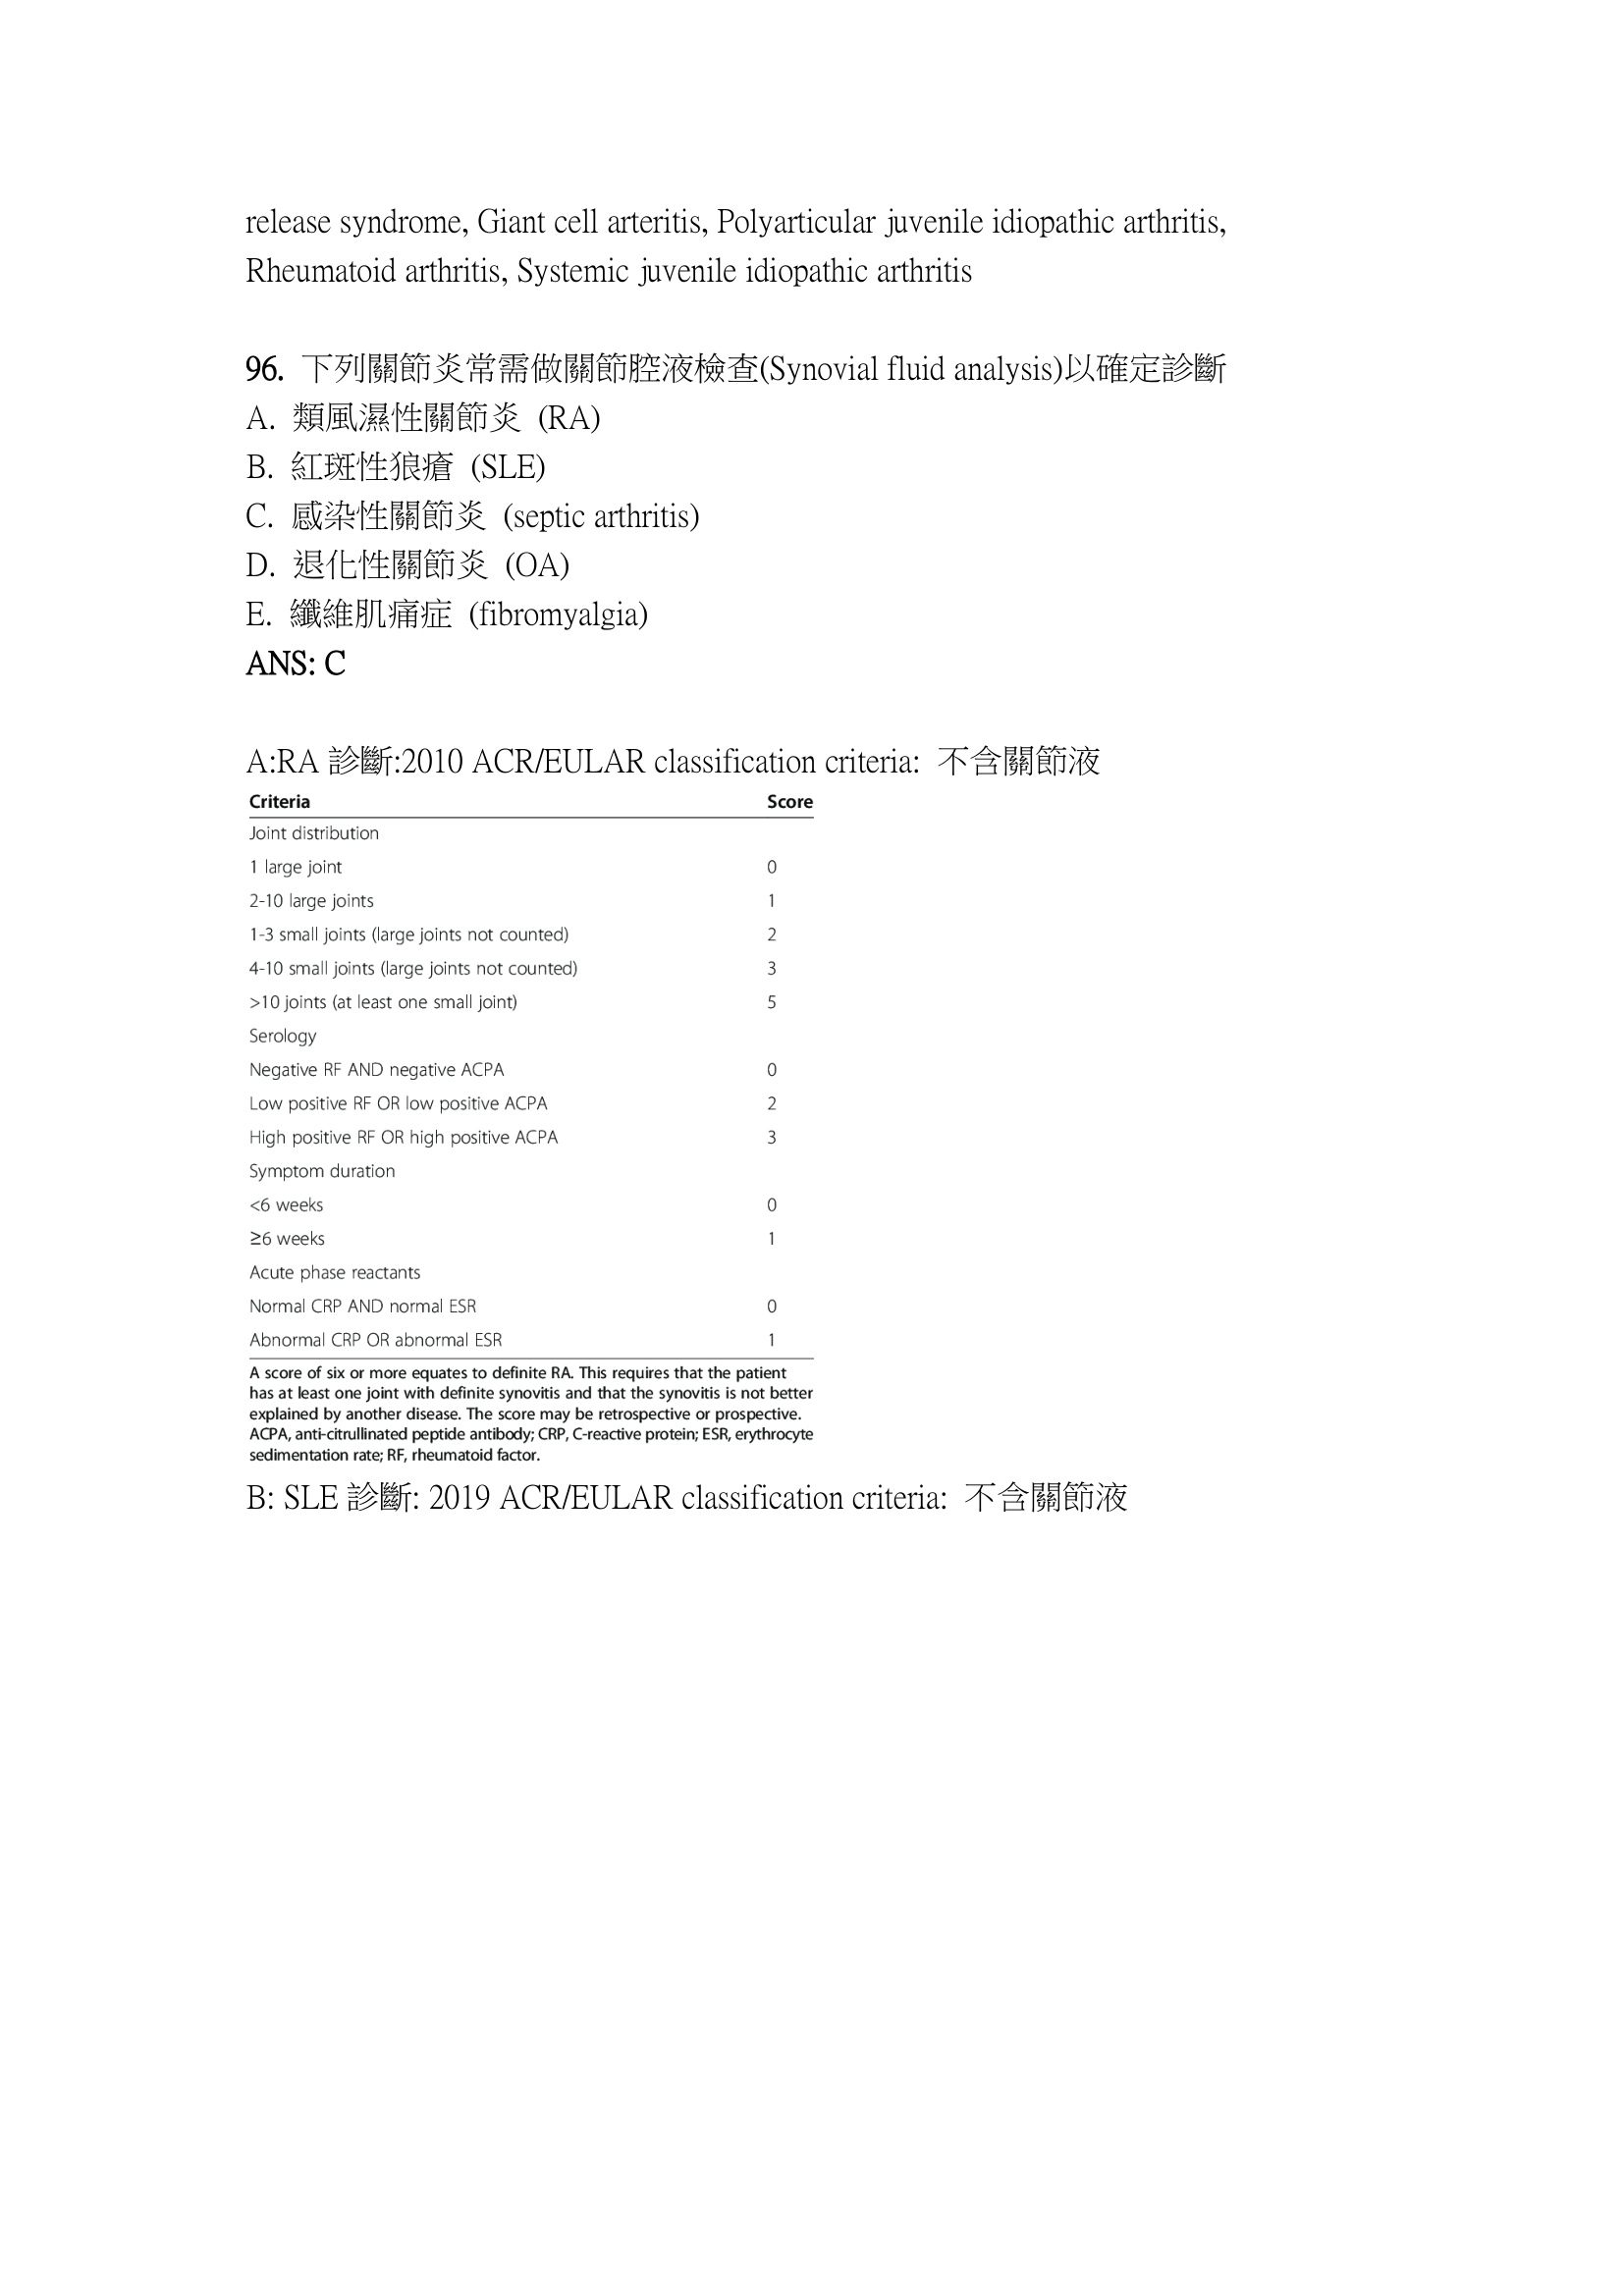 release syndrome, Giant cell arteritis, Polyarticular juvenile idiopathic arthritis,
Rheumatoid arthritis, Systemic juvenile idiopathic arthritis
96. 下列關節炎常需做關節腔液檢查(Synovial fluid analysis)以確定診斷
A. 類風濕性關節炎 (RA)
B. 紅斑性狼瘡 (SLE)
C. 感染性關節炎 (septic arthritis)
D. 退化性關節炎 (OA)
E. 纖維肌痛症 (fibromyalgia)
ANS: C
A:RA 診斷:2010 ACR/EULAR classification criteria: 不含關節液
Criteria Score
Joint distribution
1 large joint 0
2-10 large joints 1
1-3 small joints (large joints not counted) 2
4-10 small joints (large joints not counted) 3
>10 joints (at least one small joint) 5
Serology
Negative RF AND negative ACPA 0
Low positive RF OR low positive ACPA 2
High positive RF OR high positive ACPA 3
Symptom duration
<6 weeks 0
≥6 weeks 1
Acute phase reactants
Normal CRP AND normal ESR 0
Abnormal CRP OR abnormal ESR 1
A score of six or more equates to definite RA. This requires that the patient
has at least one joint with definite synovitis and that the synovitis is not better
explained by another disease. The score may be retrospective or prospective.
ACPA, anti-citrullinated peptide antibody; CRP, C-reactive protein; ESR, erythrocyte
sedimentation rate; RF, rheumatoid factor.
B: SLE 診斷: 2019 ACR/EULAR classification criteria: 不含關節液